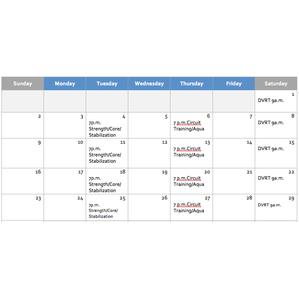 Sunday Monday Tuesday Wednesday Thursday Friday Saturday
1
DVRT 9a.m.
2 3 4 5 6 7 8
7p.m. 7 p.m.Circuit DVRT 9a.m.
Strength/Core/ Training/Aqua
Stabilization
9 10 11 12 13 14 15
7p.m. 7 p.m.Circuit DVRT 9a.m.
Strength/Core/ Training/Aqua
Stabilization
16 17 18 19 20 21 22
7p.m. 7 p.m.Circuit DVRT 9a.m.
Strength/Core/ Training/Aqua
Stabilization
23 24 25 26 27 28 29
7p.m. 7 p.m.Circuit DVRT 9a.m.
Strength/Core/ Training/Aqua
Stabilization